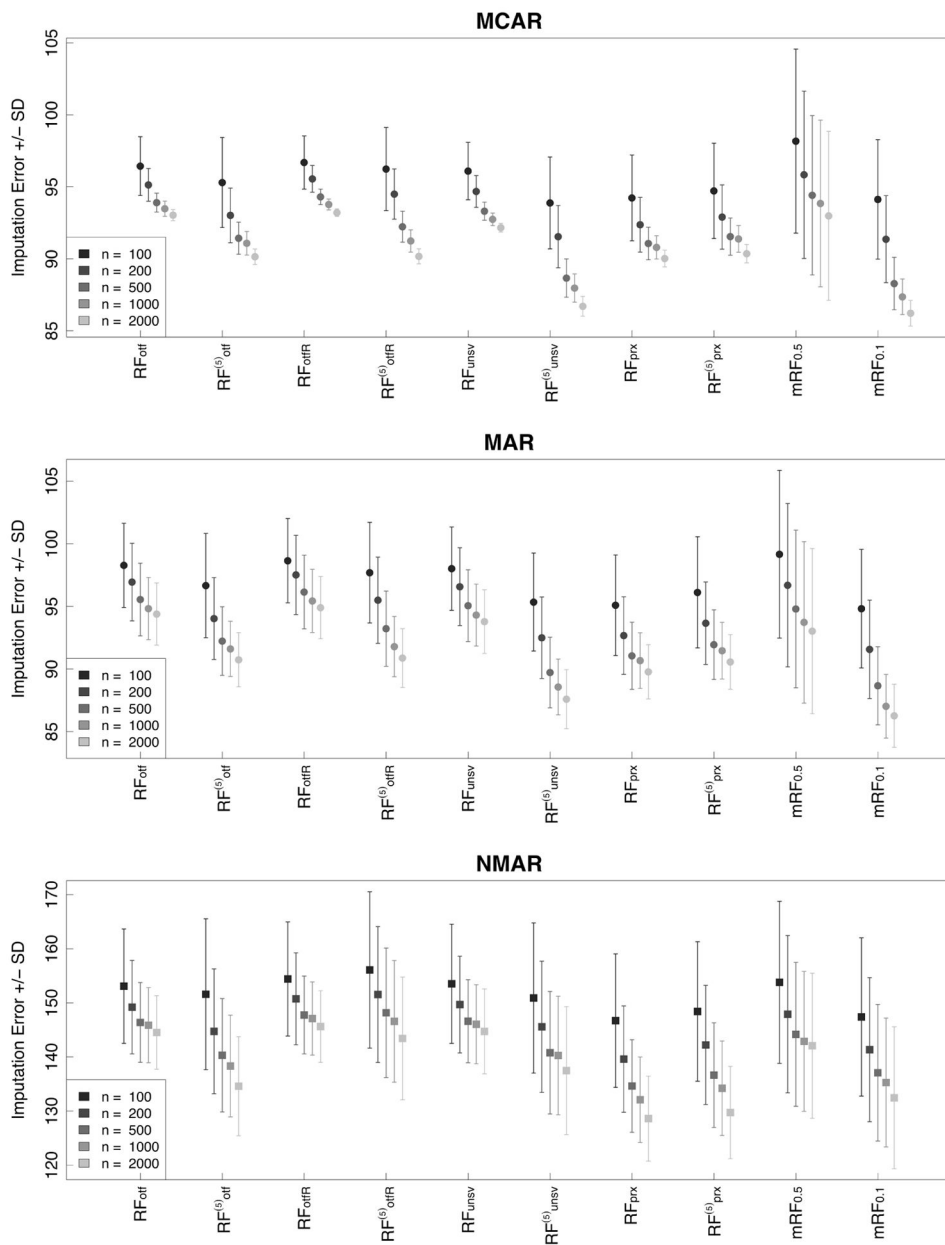 MCAR
Imputation Error +/− SD
105
100
95
90
85
n = 100
n = 200
n = 500
n = 1000
n = 2000
RFotf
RF(5)otf
RFotfR
RF(5)otfR
RFunsv
RF(5)unsv
RFprx
RF(5)prx
mRF0.5
mRF0.1
MAR
Imputation Error +/− SD
105
100
95
90
85
n = 100
n = 200
n = 500
n = 1000
n = 2000
RFotf
RF(5)otf
RFotfR
RF(5)otfR
RFunsv
RF(5)unsv
RFprx
RF(5)prx
mRF0.5
mRF0.1
NMAR
Imputation Error +/− SD
170
160
150
140
130
120
n = 100
n = 200
n = 500
n = 1000
n = 2000
RFotf
RF(5)otf
RFotfR
RF(5)otfR
RFunsv
RF(5)unsv
RFprx
RF(5)prx
mRF0.5
mRF0.1